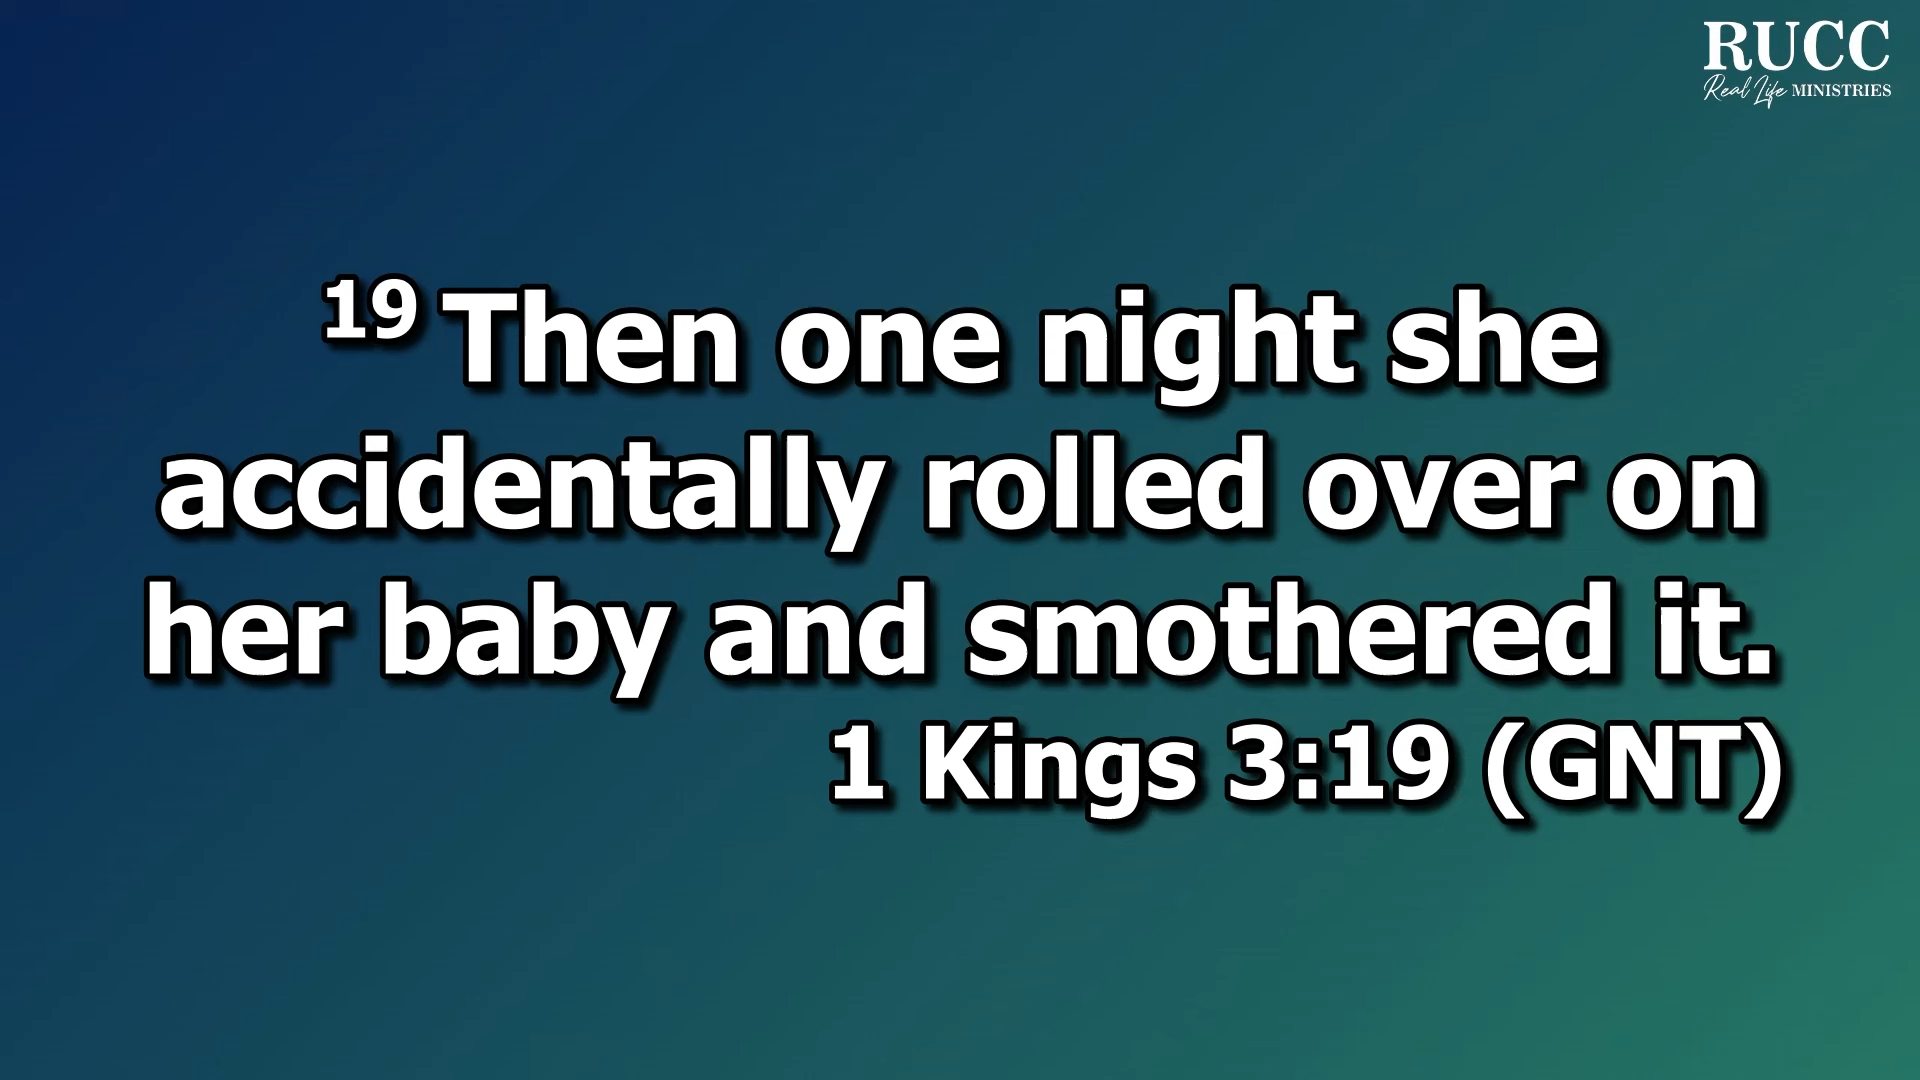 RUCC
Real Life MINISTRIES
19 Then one night she
accidentally rolled over on
her baby and smothered it.
1 Kings 3:19 (GNT)